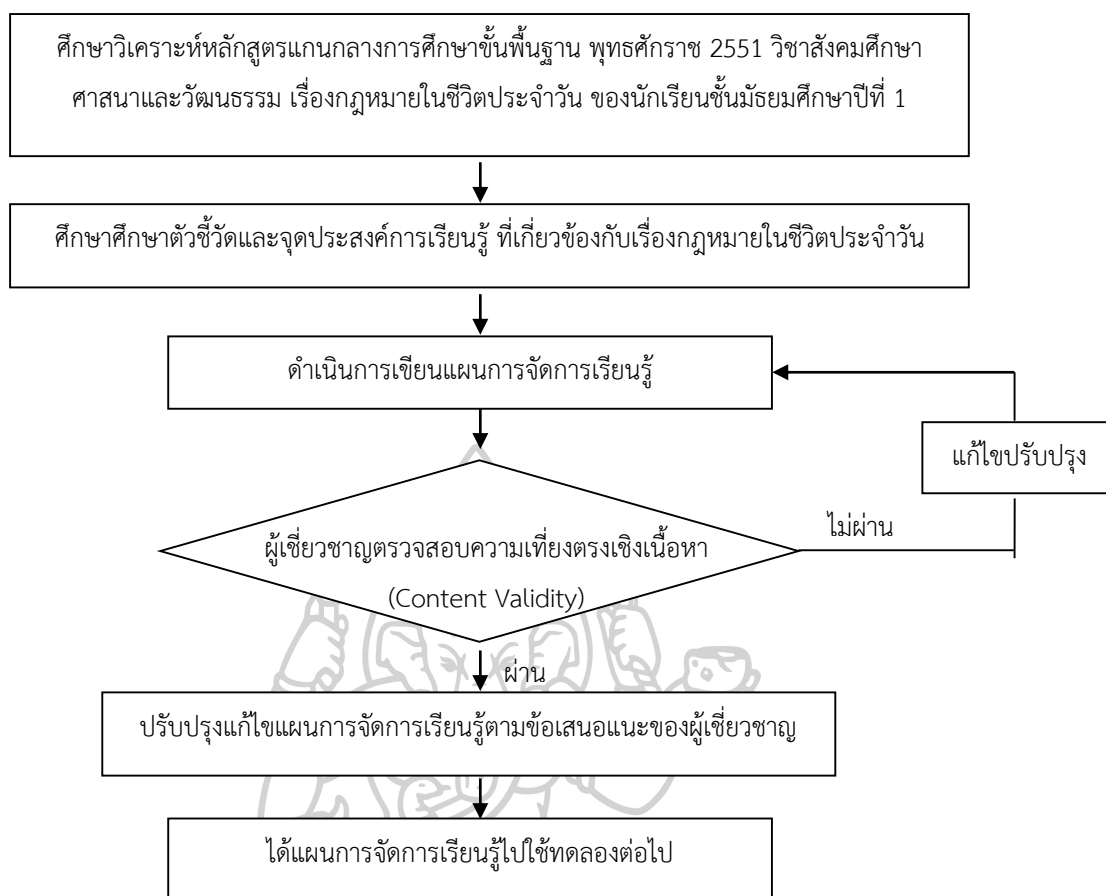 ศึกษาวิเคราะห์หลักสูตรแกนกลางการศึกษาขั้นพื้นฐาน พุทธศักราช 2551 วิชาสังคมศึกษา
ศาสนาและวัฒนธรรม เรื่องกฎหมายในชีวิตประจำวัน ของนักเรียนชั้นมัธยมศึกษาปีที่ 1
ศึกษาศึกษาตัวชี้วัดและจุดประสงค์การเรียนรู้ ที่เกี่ยวข้องกับเรื่องกฎหมายในชีวิตประจำวัน
ดำเนินการเขียนแผนการจัดการเรียนรู้
แก้ไขปรับปรุง
ไม่ผ่าน
ผู้เชี่ยวชาญตรวจสอบความเที่ยงตรงเชิงเนื้อหา
(Content Validity)
ผ่าน
ปรับปรุงแก้ไขแผนการจัดการเรียนรู้ตามข้อเสนอแนะของผู้เชี่ยวชาญ
ได้แผนการจัดการเรียนรู้ไปใช้ทดลองต่อไป